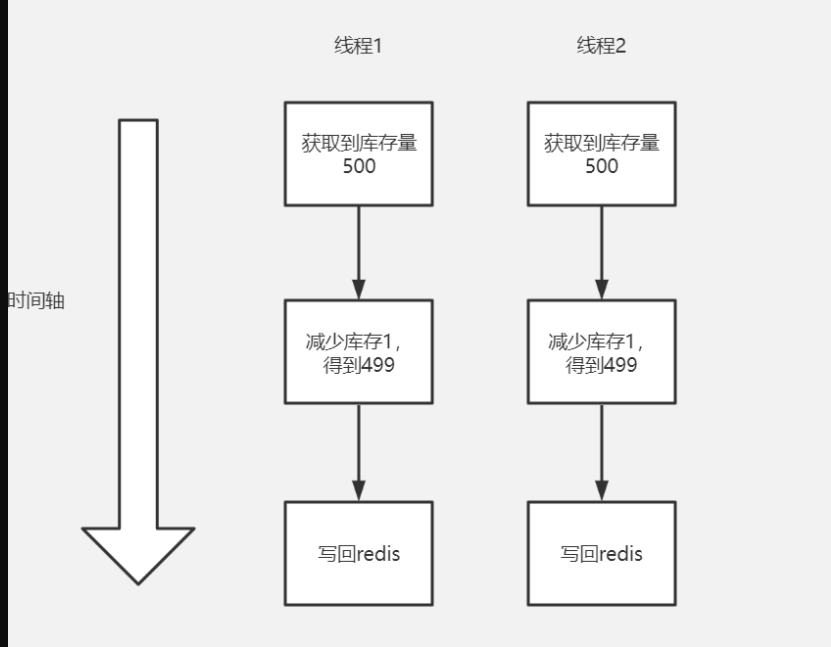 线程1
线程2
获取到库存量
500
获取到库存量
500
时间轴
减少库存1，
得到499
减少库存1，
得到499
写回redis
写回redis